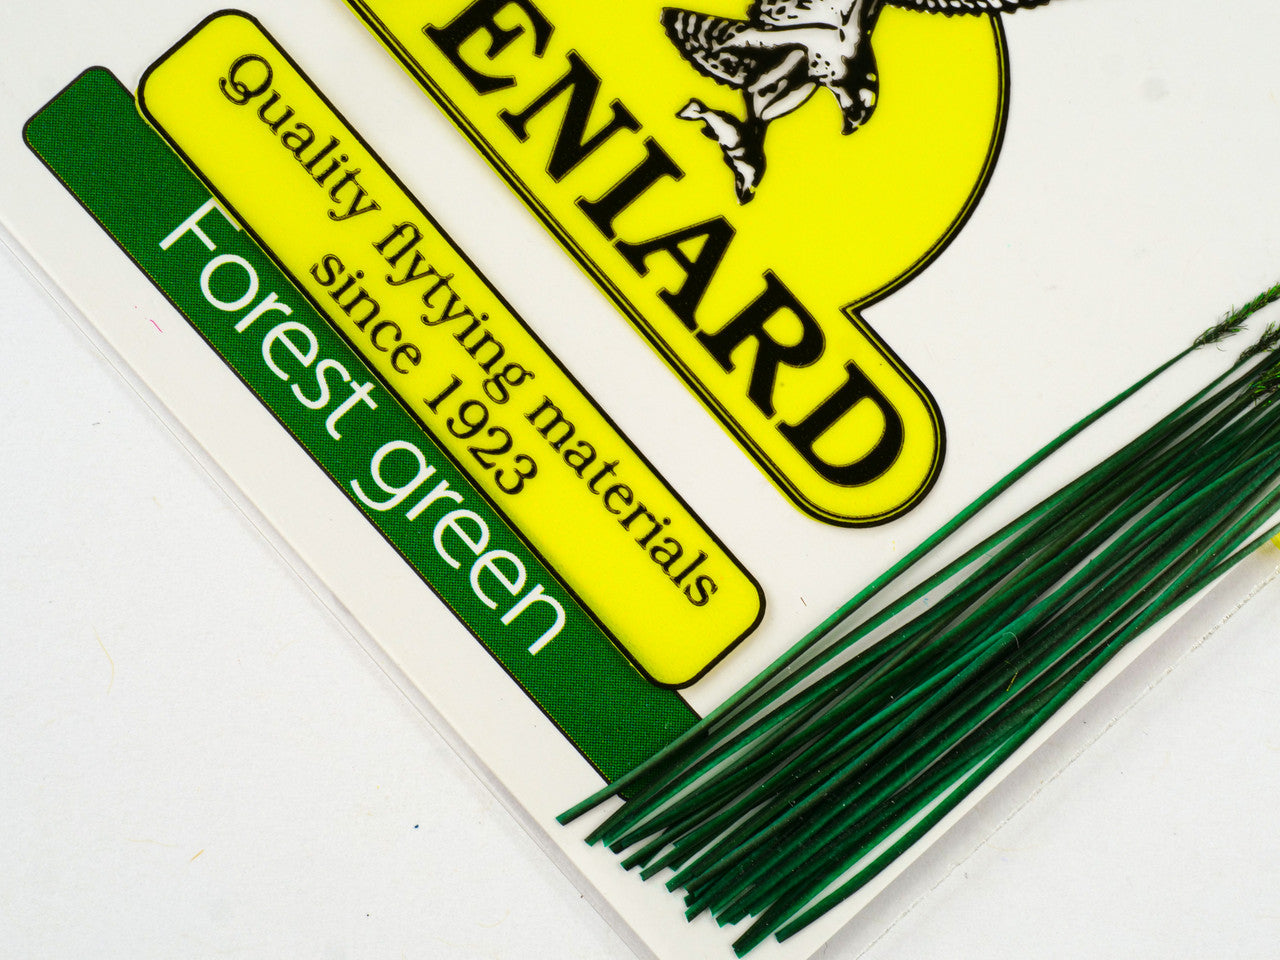 ENIARD
Quality flytying materials
since 1923
Forest green